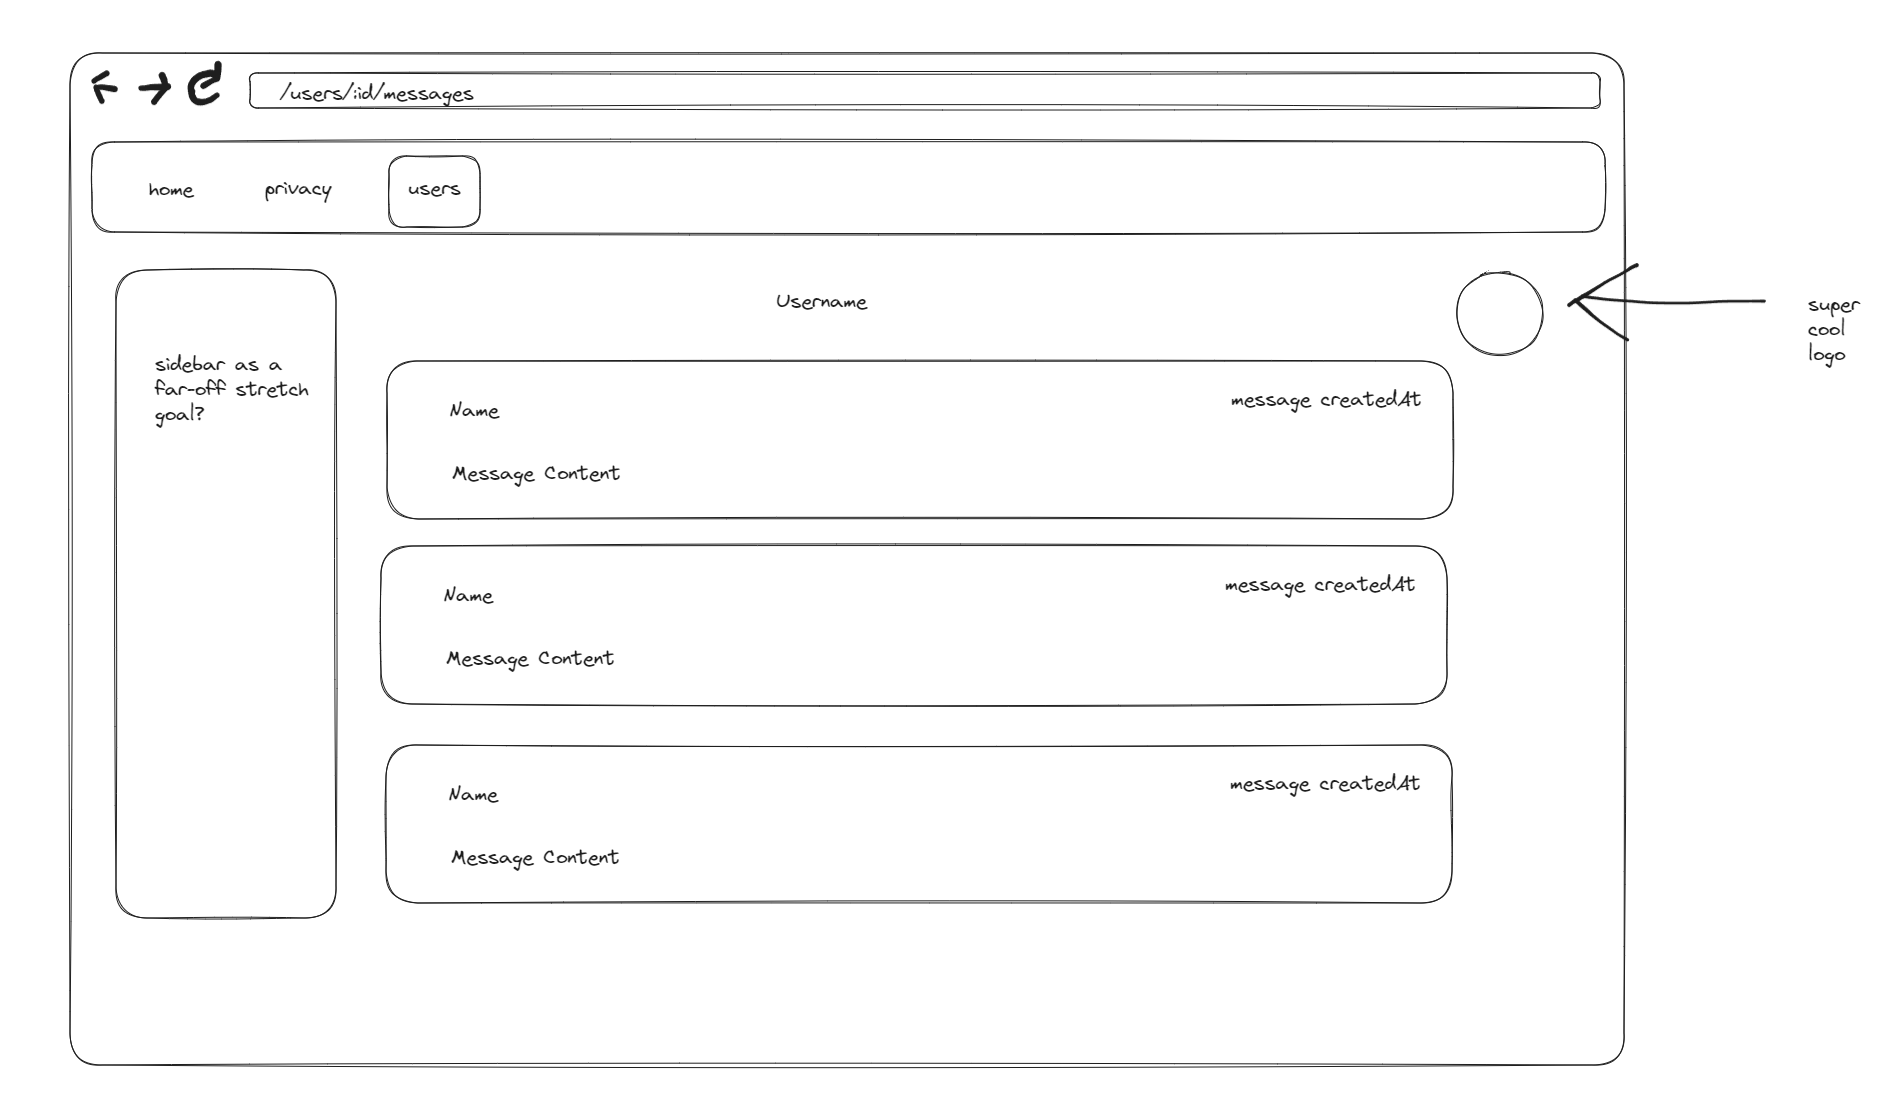 /users/:id/messages
home
privacy
users
Username
super
cool
logo
sidebar as a
far-off stretch
goal?
Name
message createdAt
Message Content
Name
message createdAt
Message Content
Name
message createdAt
Message Content